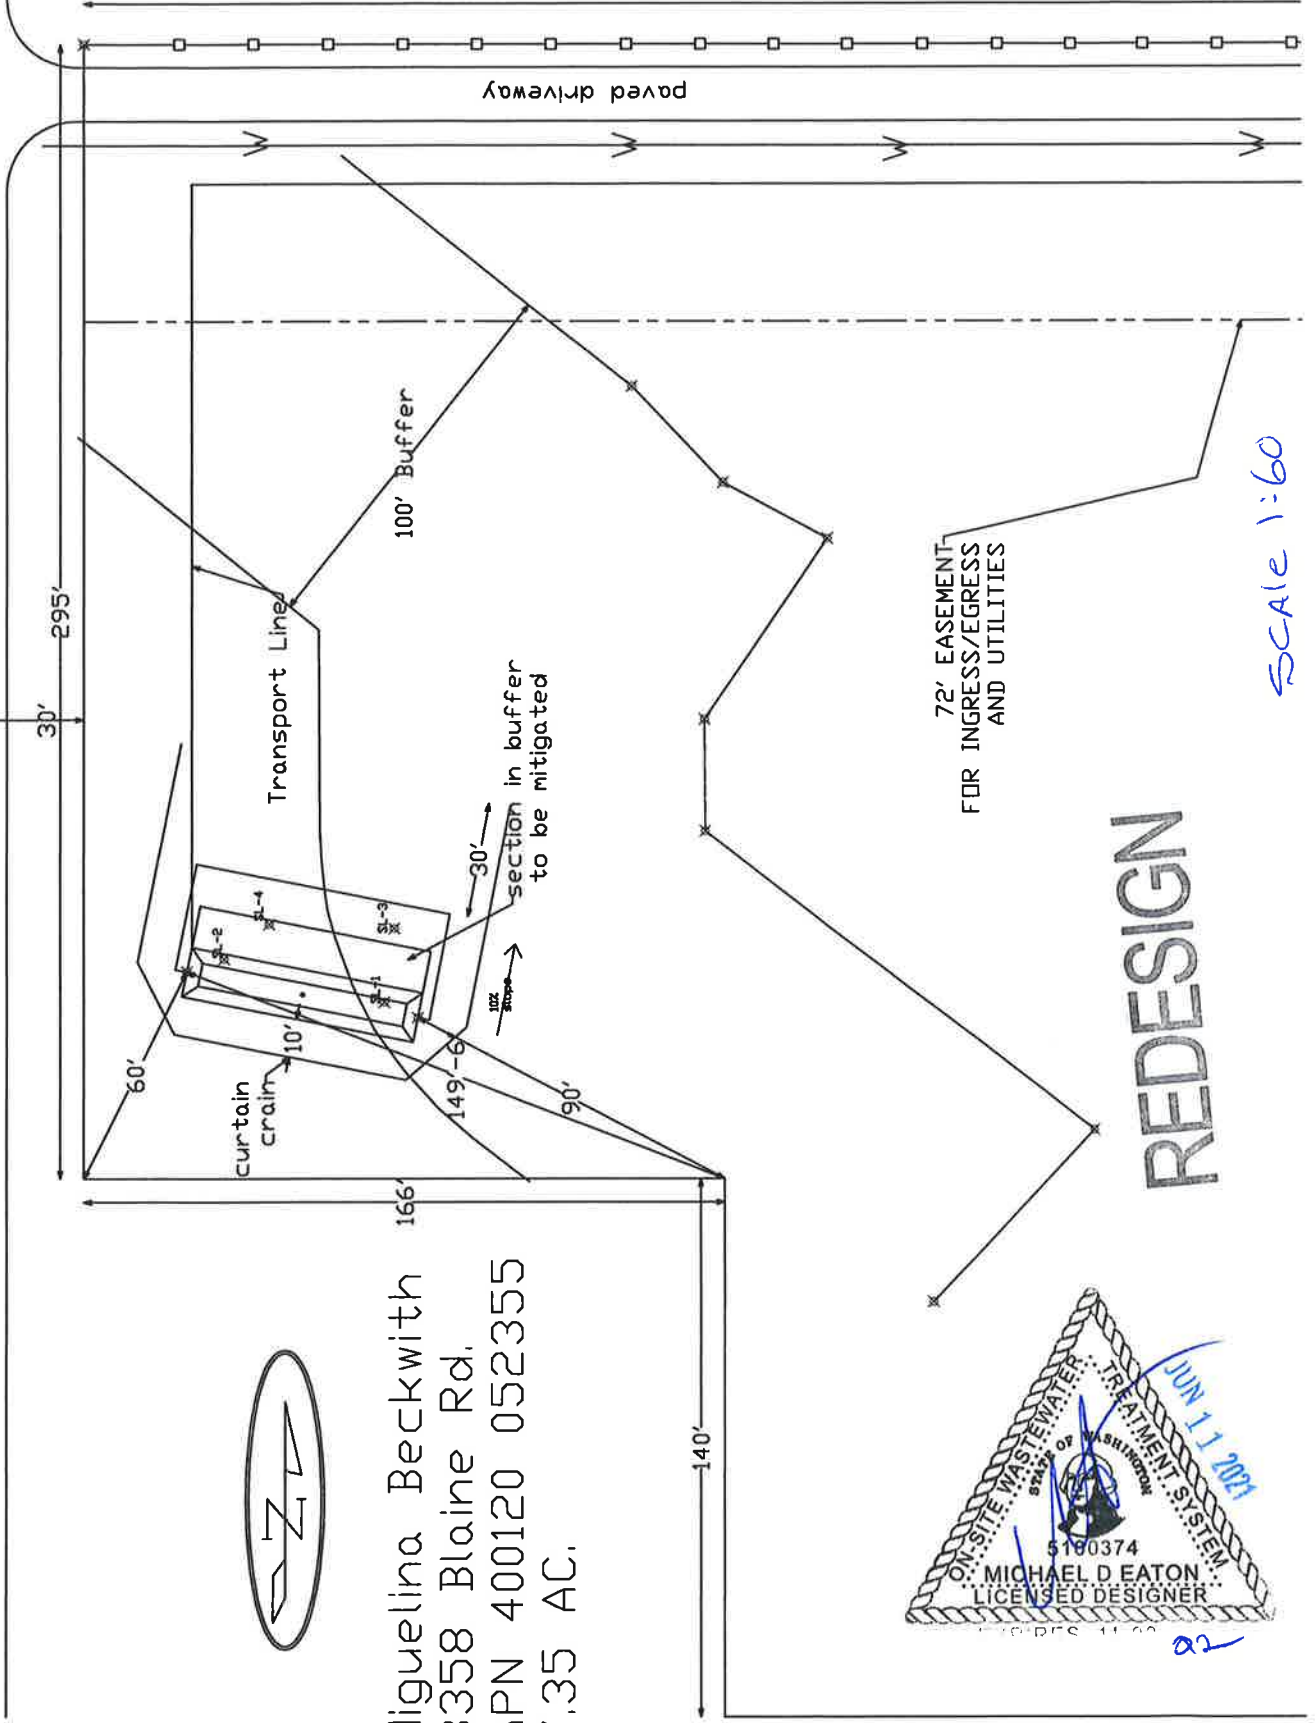 paved driveway
295'
30'
100' Buffer
Transport Line
section in buffer
to be mitigated
30'
10%
slope
SL-4
SL-3
SL-2
SL-1
10'
60'
curtain
crain
149'-6
90'
166'
140'
72' EASEMENT
FOR INGRESS/EGRESS
AND UTILITIES
SCAlE 1:60
REDESIGN
iguelina Beckwith
358 Blaine Rd.
PN 400120 052355
.35 AC.
N
ON-SITE WASTEWATER
TREATMENT SYSTEM
STATE OF WASHINGTON
5100374
MICHAEL D EATON
LICENSED DESIGNER
JUN 11 2021
22